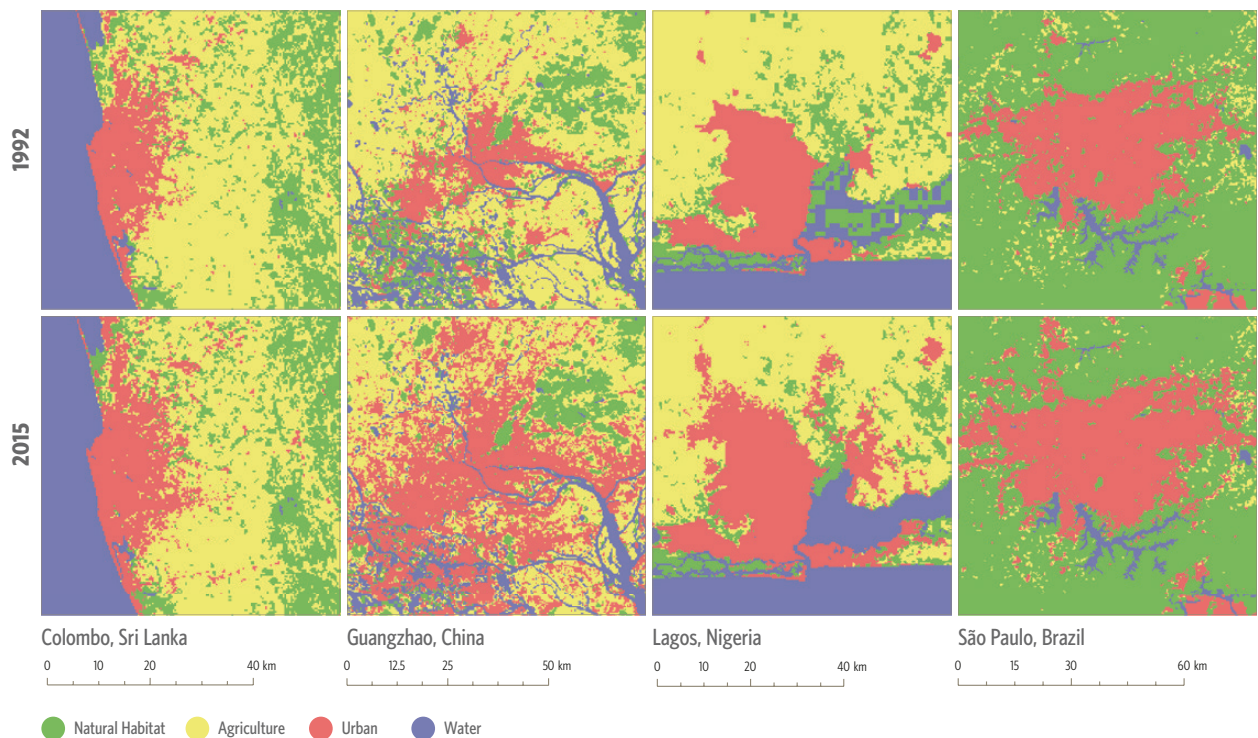 1992
2015
Colombo, Sri Lanka
Guangzhao, China
Lagos, Nigeria
São Paulo, Brazil
0 10 20 40 km
0 12.5 25 50 km
0 10 20 40 km
0 15 30 60 km
Natural Habitat
Agriculture
Urban
Water